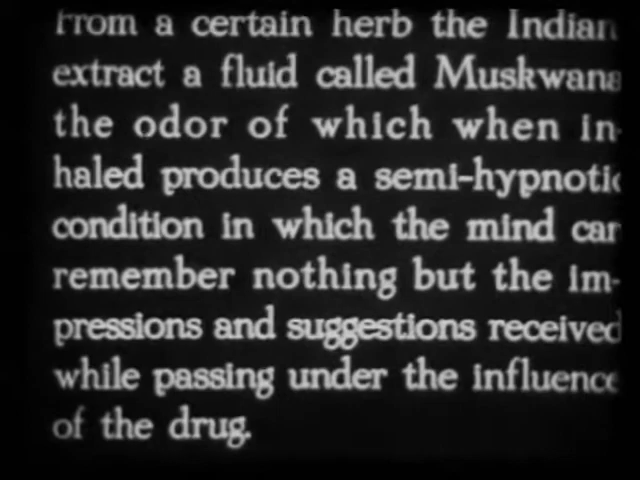 From a certain herb the Indian
extract a fluid called Muskwana
the odor of which when in-
haled produces a semi-hypnotic
condition in which the mind can
remember nothing but the im-
pressions and suggestions received
while passing under the influence
of the drug.